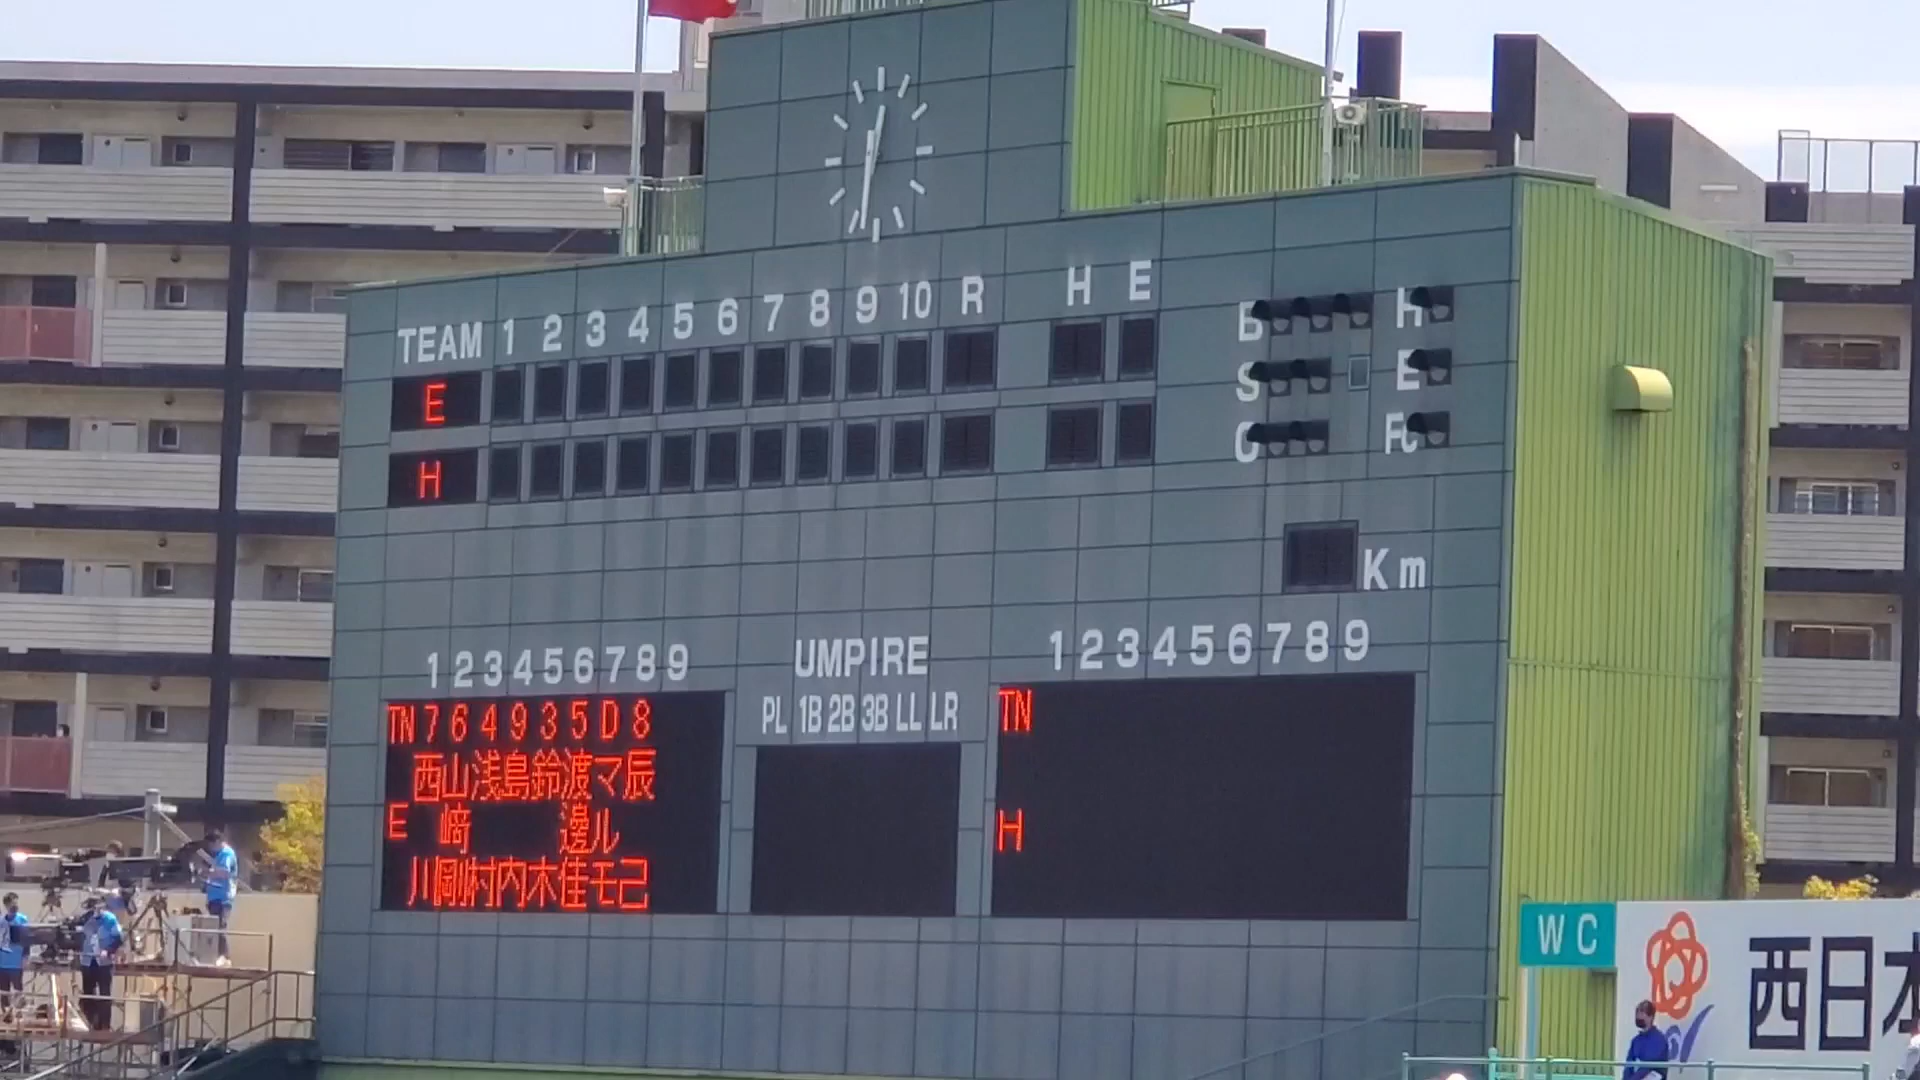 TEAM 1 2 3 4 5 6 7 8 9 10 R H E
E
H
B H
S E
O Fc
Km
1 2 3 4 5 6 7 8 9
TN 7 6 4 9 3 5 D 8
西山浅島鈴渡マ辰
E 﨑 邊ル
川剛村内木佳モ己
UMPIRE
PL 1B 2B 3B LL LR
1 2 3 4 5 6 7 8 9
TN
H
WC
西日本